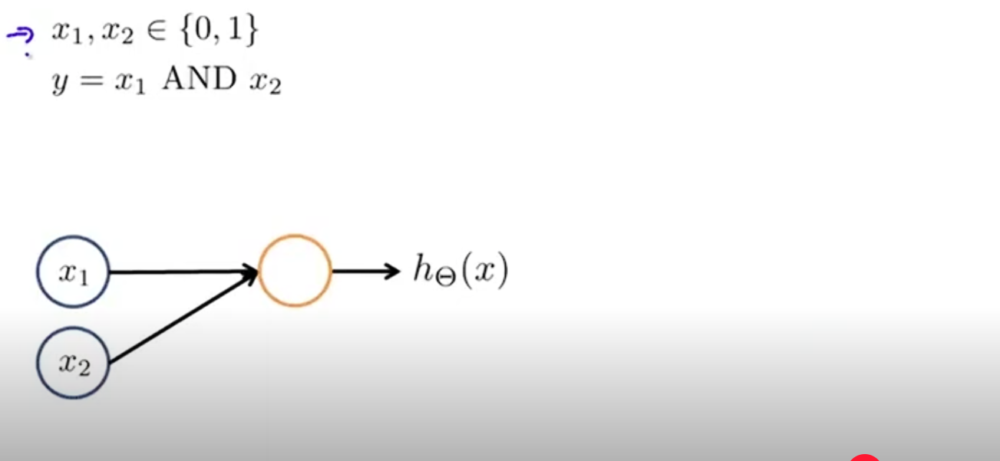 → x₁, x₂ ∈ {0, 1}
y = x₁ AND x₂
x₁
h_Θ(x)
x₂